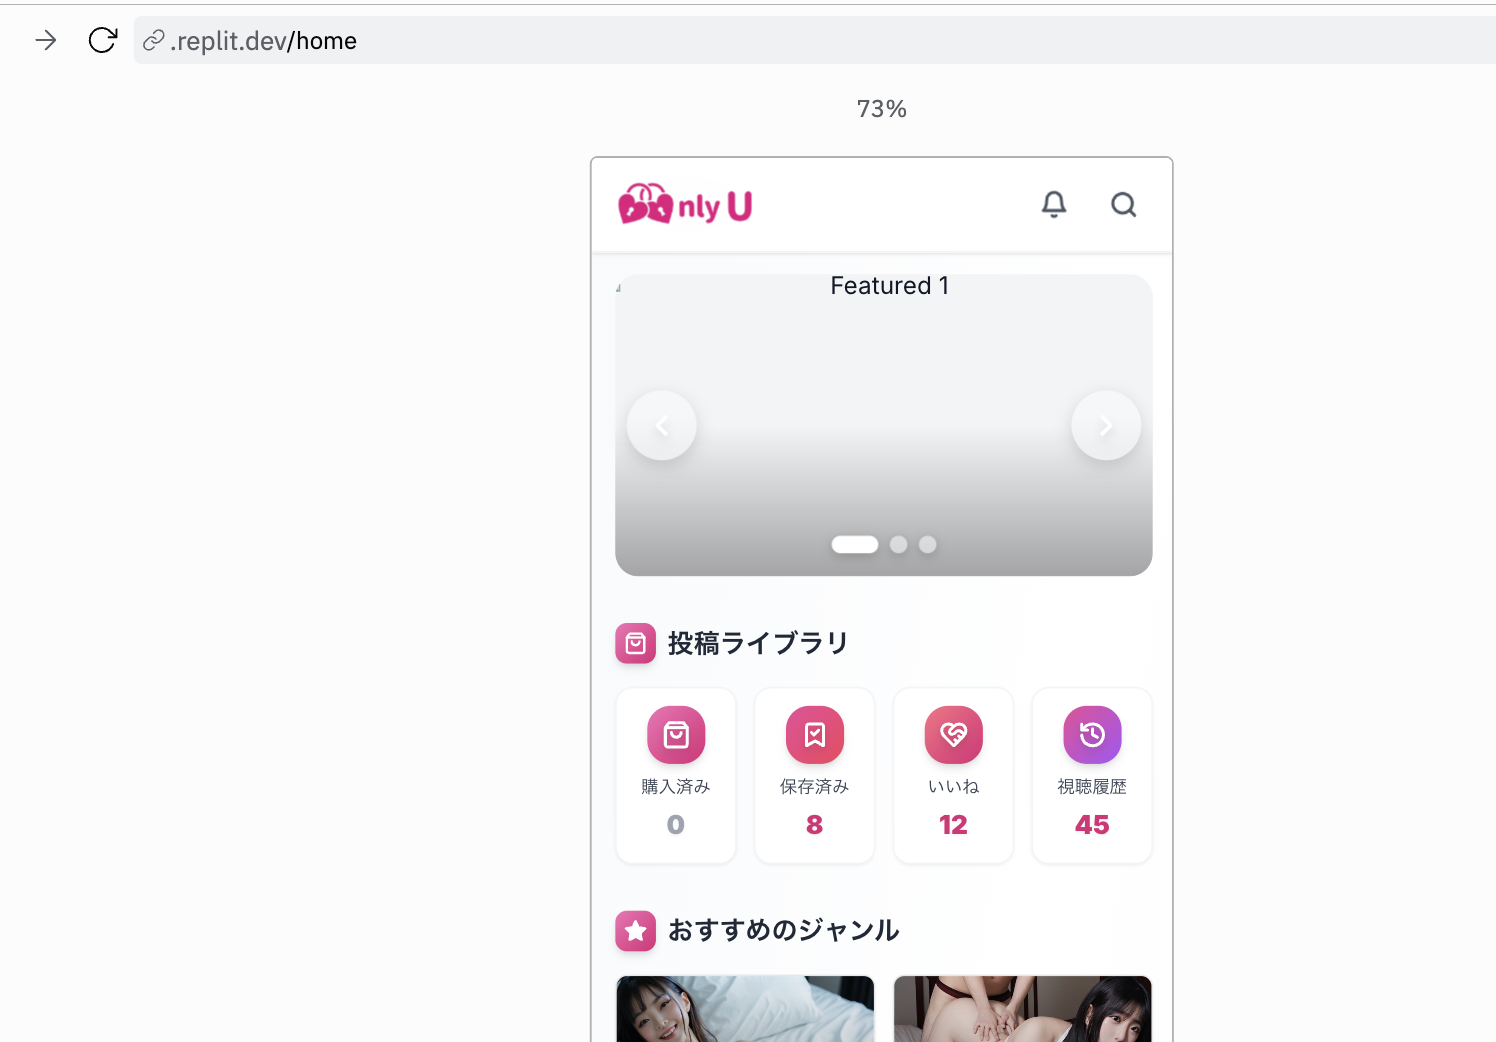 .replit.dev/home
73%
nly U
Featured 1
投稿ライブラリ
購入済み
0
保存済み
8
いいね
12
視聴履歴
45
おすすめのジャンル